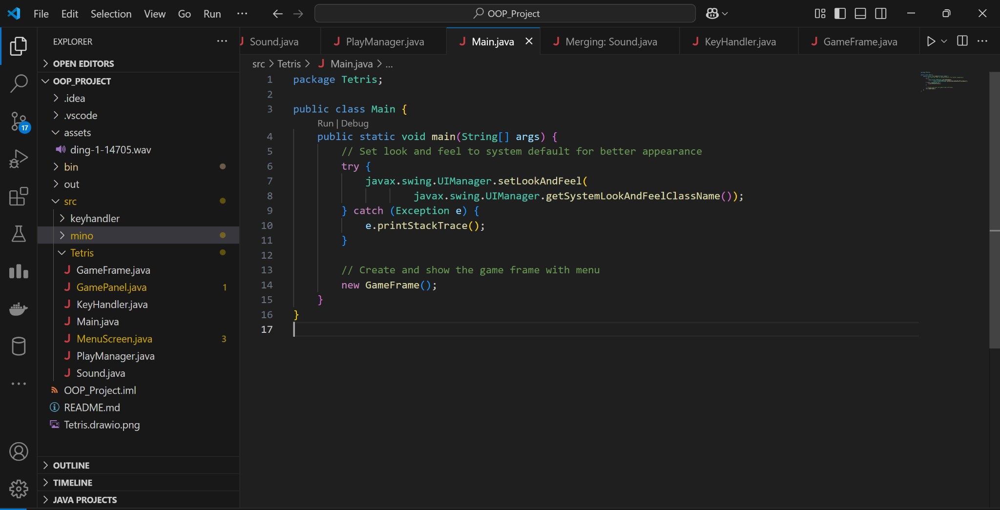 File Edit Selection View Go Run ··· OOP_Project
EXPLORER ···
OPEN EDITORS
OOP_PROJECT
.idea
.vscode
assets
ding-1-14705.wav
bin
out
src
keyhandler
mino
Tetris
GameFrame.java
GamePanel.java 1
KeyHandler.java
Main.java
MenuScreen.java 3
PlayManager.java
Sound.java
OOP_Project.iml
README.md
Tetris.drawio.png
OUTLINE
TIMELINE
JAVA PROJECTS
17
Sound.java PlayManager.java Main.java Merging: Sound.java KeyHandler.java GameFrame.java
src > Tetris > Main.java > ...
1 package Tetris;
2
3 public class Main {
Run | Debug
4 public static void main(String[] args) {
5 // Set look and feel to system default for better appearance
6 try {
7 javax.swing.UIManager.setLookAndFeel(
8 javax.swing.UIManager.getSystemLookAndFeelClassName());
9 } catch (Exception e) {
10 e.printStackTrace();
11 }
12
13 // Create and show the game frame with menu
14 new GameFrame();
15 }
16 }
17